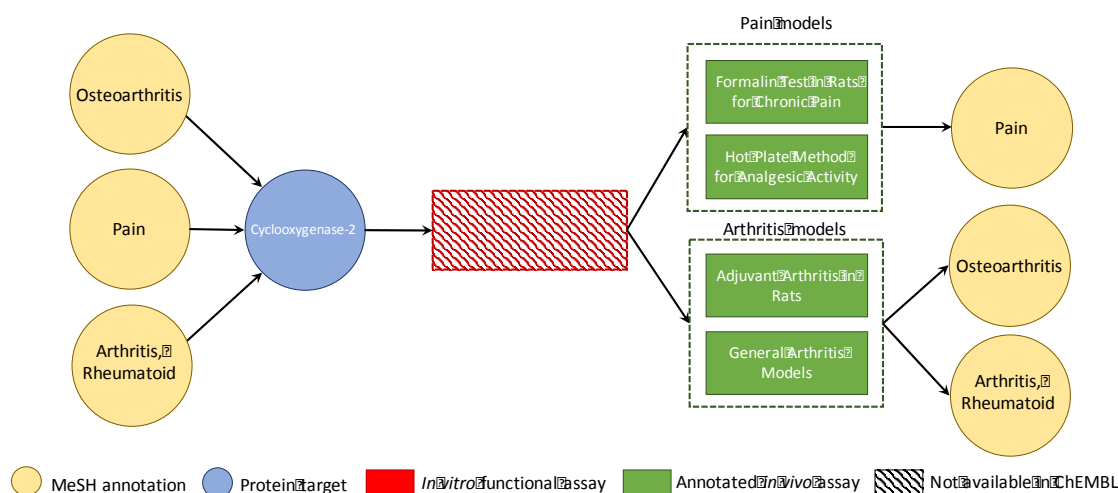 Pain models
Osteoarthritis
Formalin Test In Rats
for Chronic Pain
Pain
Hot Plate Method
for Analgesic Activity
Pain
Cyclooxygenase-2
Arthritis models
Adjuvant Arthritis In
Rats
Osteoarthritis
Arthritis,
Rheumatoid
General Arthritis
Models
Arthritis,
Rheumatoid
MeSH annotation
Protein target
In vitro functional assay
Annotated in vivo assay
Not available in ChEMBL